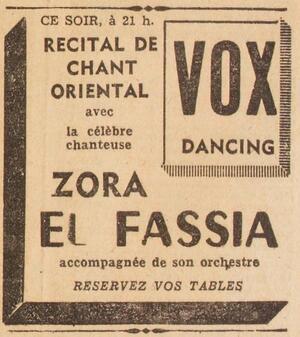 CE SOIR, à 21 h.
RECITAL DE
CHANT
ORIENTAL
avec
la célèbre
chanteuse
VOX
DANCING
ZORA
EL FASSIA
accompagnée de son orchestre
RESERVEZ VOS TABLES